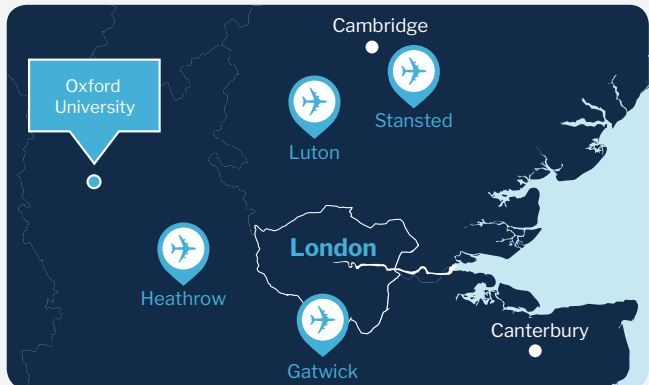 Cambridge
Oxford
University
Stansted
Luton
London
Heathrow
Canterbury
Gatwick